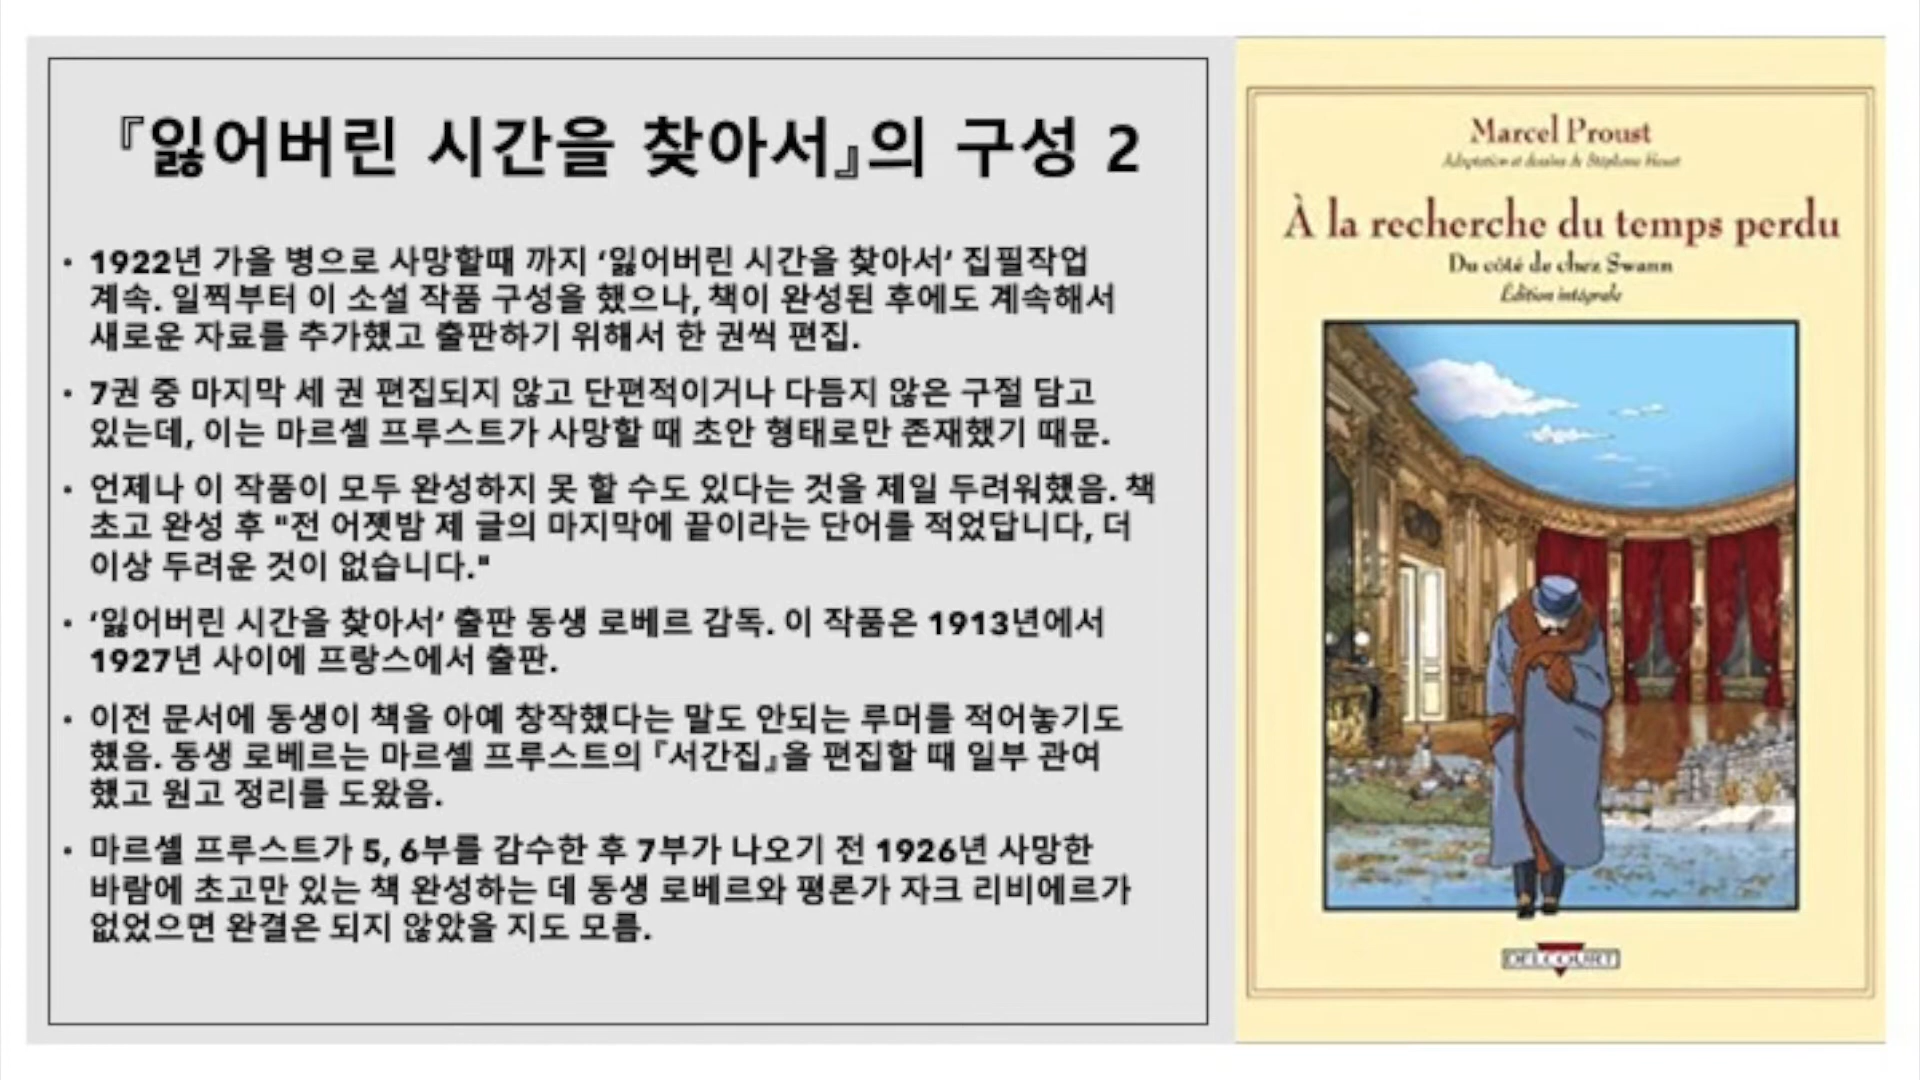 『잃어버린 시간을 찾아서』의 구성 2
• 1922년 가을 병으로 사망할때 까지 ‘잃어버린 시간을 찾아서’ 집필작업
계속. 일찍부터 이 소설 작품 구성을 했으나, 책이 완성된 후에도 계속해서
새로운 자료를 추가했고 출판하기 위해서 한 권씩 편집.
• 7권 중 마지막 세 권 편집되지 않고 단편적이거나 다듬지 않은 구절 담고
있는데, 이는 마르셀 프루스트가 사망할 때 초안 형태로만 존재했기 때문.
• 언제나 이 작품이 모두 완성하지 못 할 수도 있다는 것을 제일 두려워했음. 책
초고 완성 후 "전 어젯밤 제 글의 마지막에 끝이라는 단어를 적었답니다, 더
이상 두려운 것이 없습니다."
• ‘잃어버린 시간을 찾아서’ 출판 동생 로베르 감독. 이 작품은 1913년에서
1927년 사이에 프랑스에서 출판.
• 이전 문서에 동생이 책을 아예 창작했다는 말도 안되는 루머를 적어놓기도
했음. 동생 로베르는 마르셀 프루스트의 『서간집』을 편집할 때 일부 관여
했고 원고 정리를 도왔음.
• 마르셀 프루스트가 5, 6부를 감수한 후 7부가 나오기 전 1926년 사망한
바람에 초고만 있는 책 완성하는 데 동생 로베르와 평론가 자크 리비에르가
없었으면 완결은 되지 않았을 지도 모름.
Marcel Proust
Adaptation et dessins de Stéphane Heuet
À la recherche du temps perdu
Du côté de chez Swann
Édition intégrale
DELCOURT